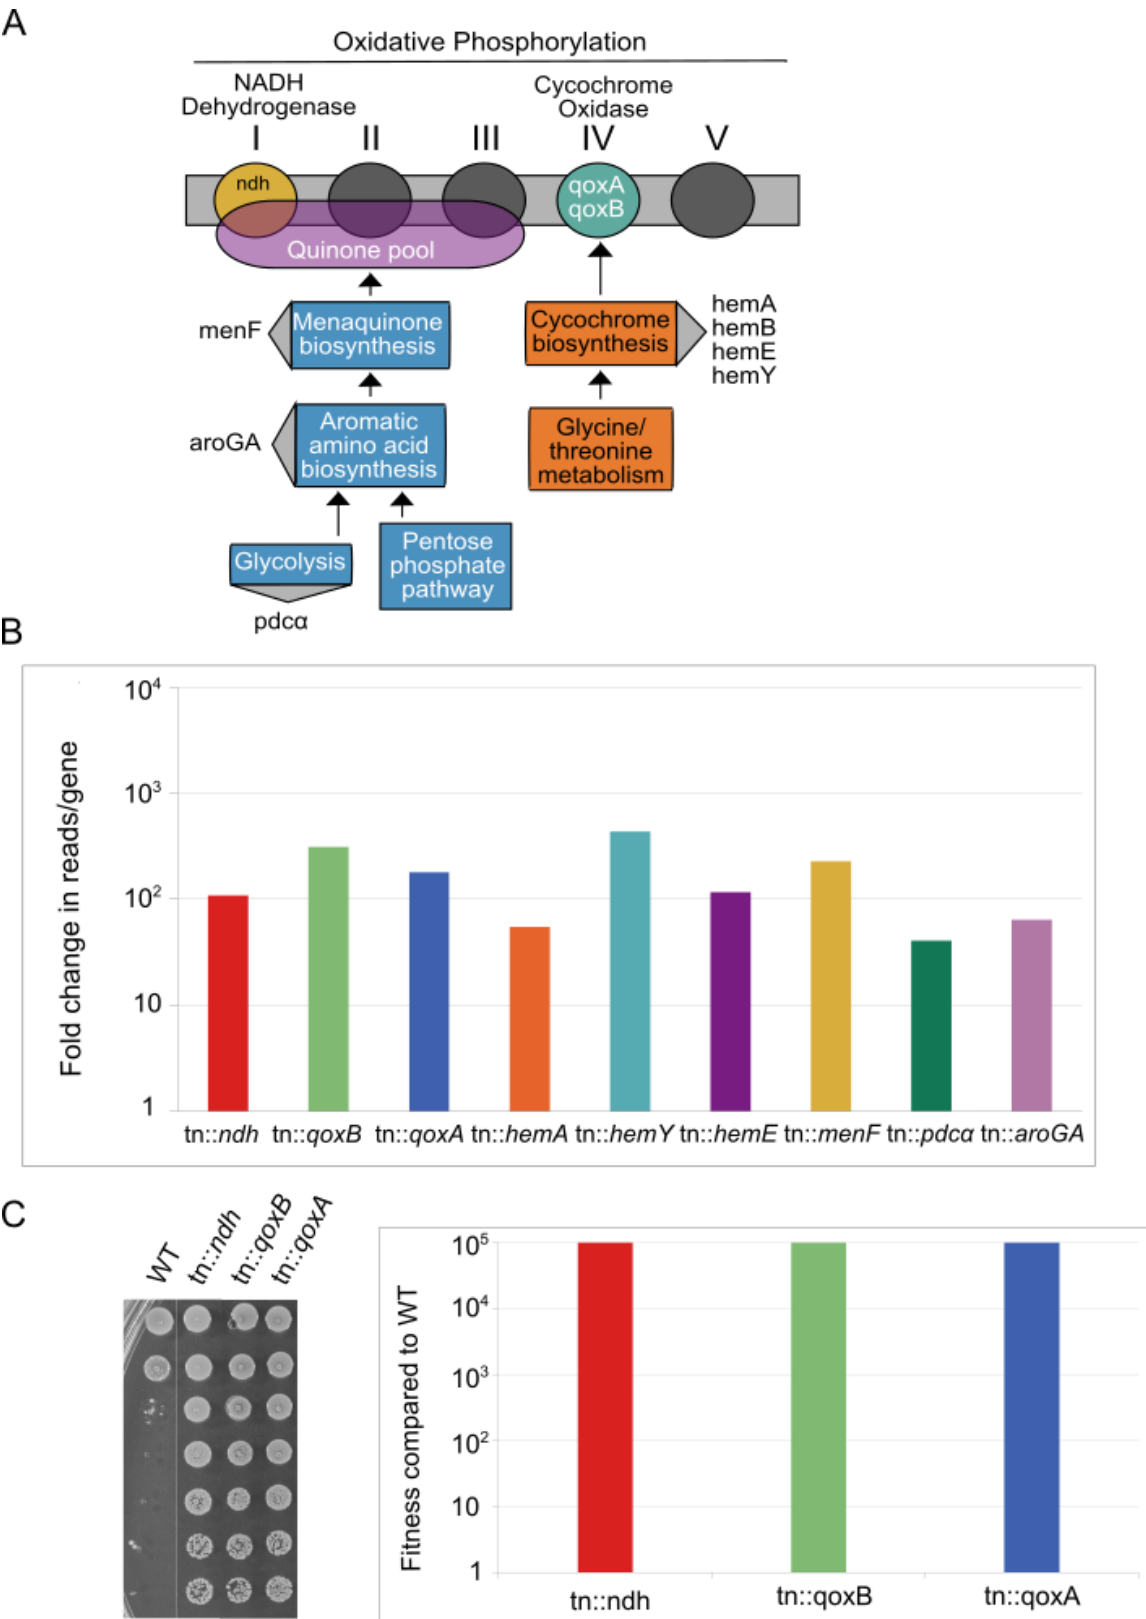 A
Oxidative Phosphorylation
NADH
Dehydrogenase
Cycochrome
Oxidase
I II III IV V
ndh
qoxA
qoxB
Quinone pool
menF
Menaquinone
biosynthesis
Cycochrome
biosynthesis
hemA
hemB
hemE
hemY
aroGA
Aromatic
amino acid
biosynthesis
Glycine/
threonine
metabolism
Glycolysis
Pentose
phosphate
pathway
pdcα
B
Fold change in reads/gene
10⁴
10³
10²
10
1
tn::ndh tn::qoxB tn::qoxA tn::hemA tn::hemY tn::hemE tn::menF tn::pdcα tn::aroGA
C
WT
tn::ndh
tn::qoxB
tn::qoxA
Fitness compared to WT
10⁵
10⁴
10³
10²
10
1
tn::ndh tn::qoxB tn::qoxA